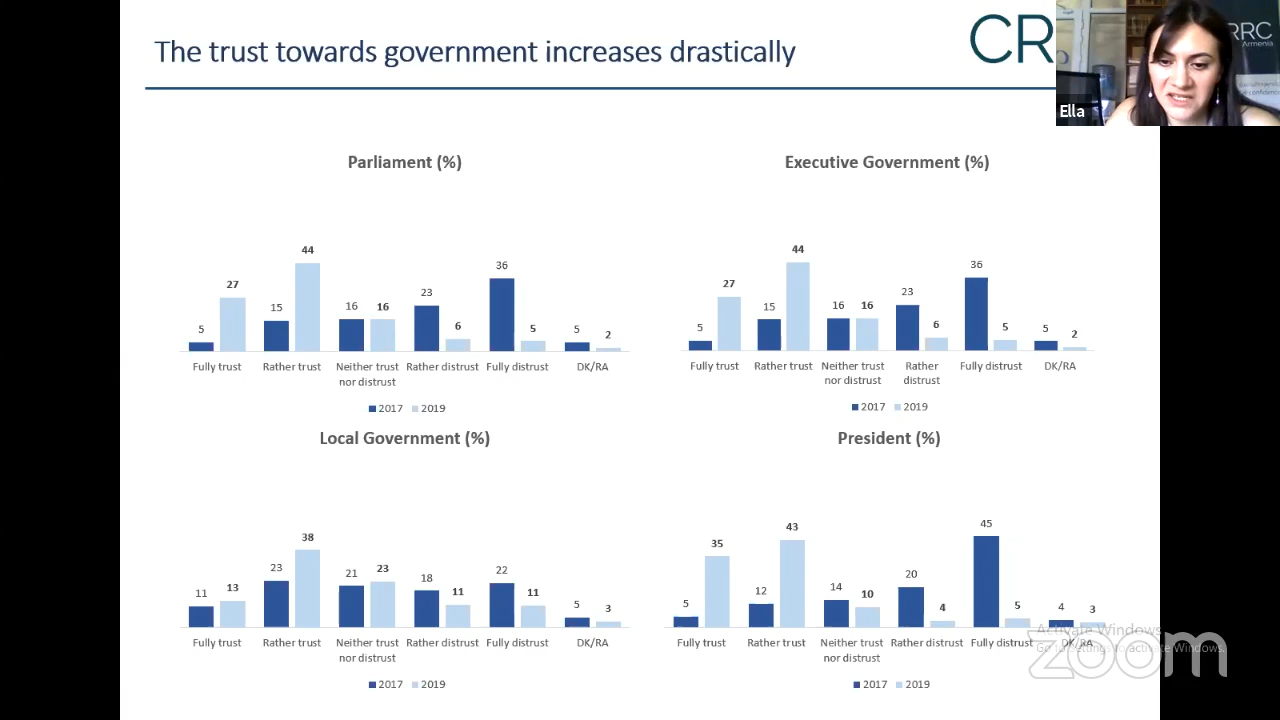 The trust towards government increases drastically
CR
RRC
Armenia
Ella
Parliament (%)
5 27 15 44 16 16 23 6 36 5 5 2
Fully trust Rather trust Neither trust nor distrust Rather distrust Fully distrust DK/RA
2017 2019
Executive Government (%)
5 27 15 44 16 16 23 6 36 5 5 2
Fully trust Rather trust Neither trust nor distrust Rather distrust Fully distrust DK/RA
2017 2019
Local Government (%)
11 13 23 38 21 23 18 11 22 11 5 3
Fully trust Rather trust Neither trust nor distrust Rather distrust Fully distrust DK/RA
2017 2019
President (%)
5 35 12 43 14 10 20 4 45 5 4 3
Fully trust Rather trust Neither trust nor distrust Rather distrust Fully distrust DK/RA
2017 2019
Activate Windows
Go to Settings to activate Windows.
zoom